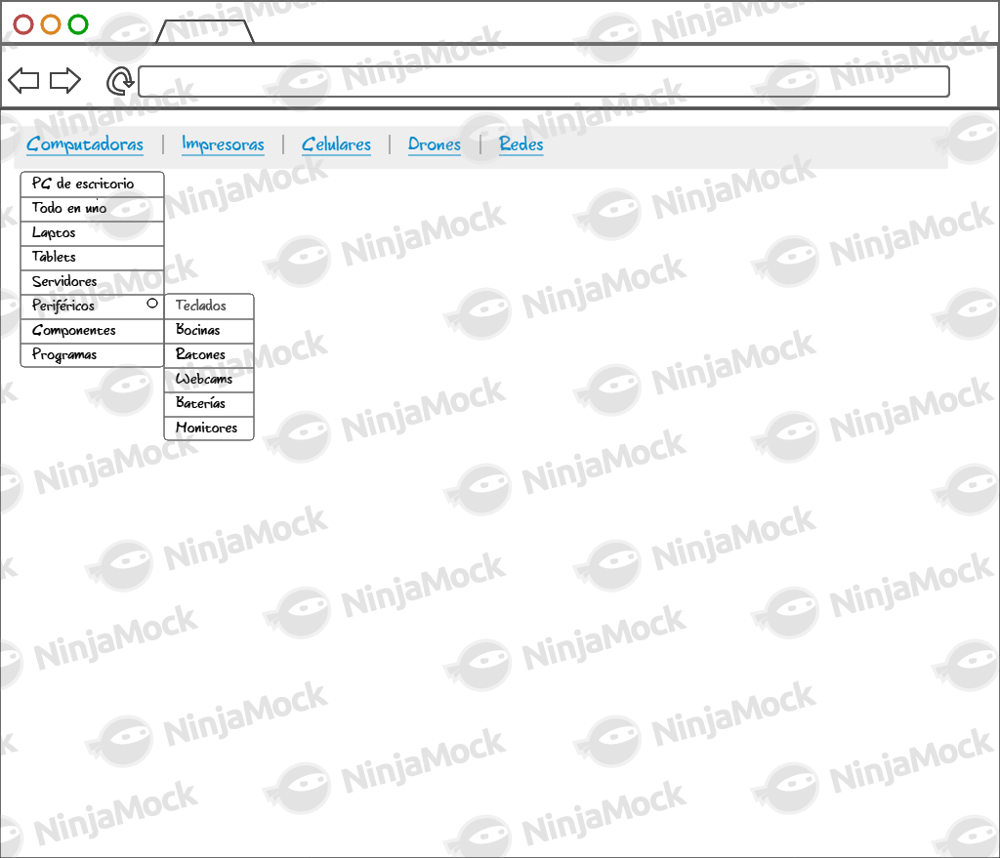 Computadoras | Impresoras | Celulares | Drones | Redes
PC de escritorio
Todo en uno
Laptos
Tablets
Servidores
Periféricos
Componentes
Programas
Teclados
Bocinas
Ratones
Webcams
Baterías
Monitores
NinjaMock